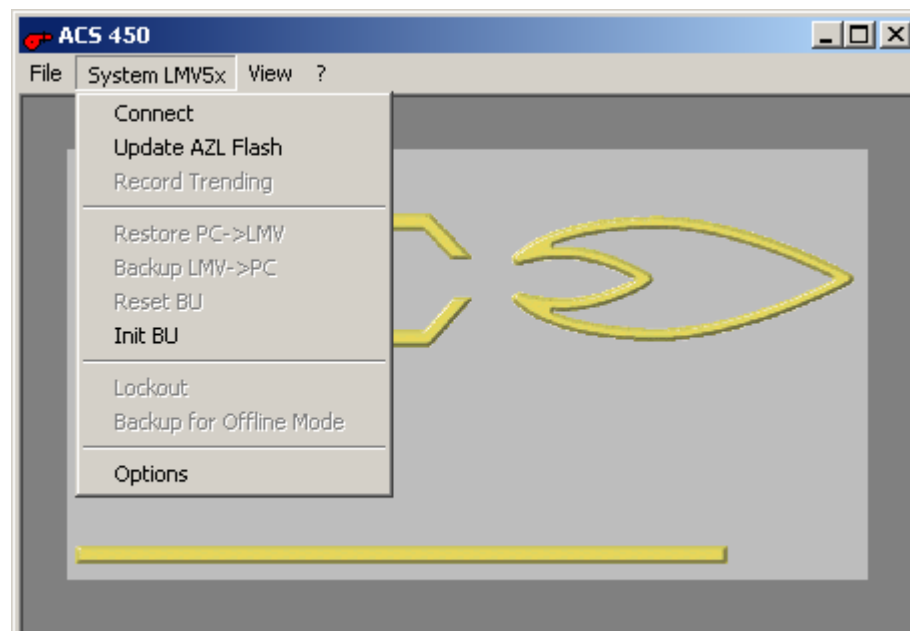 ACS 450
File System LMV5x View ?
Connect
Update AZL Flash
Record Trending
Restore PC->LMV
Backup LMV->PC
Reset BU
Init BU
Lockout
Backup for Offline Mode
Options